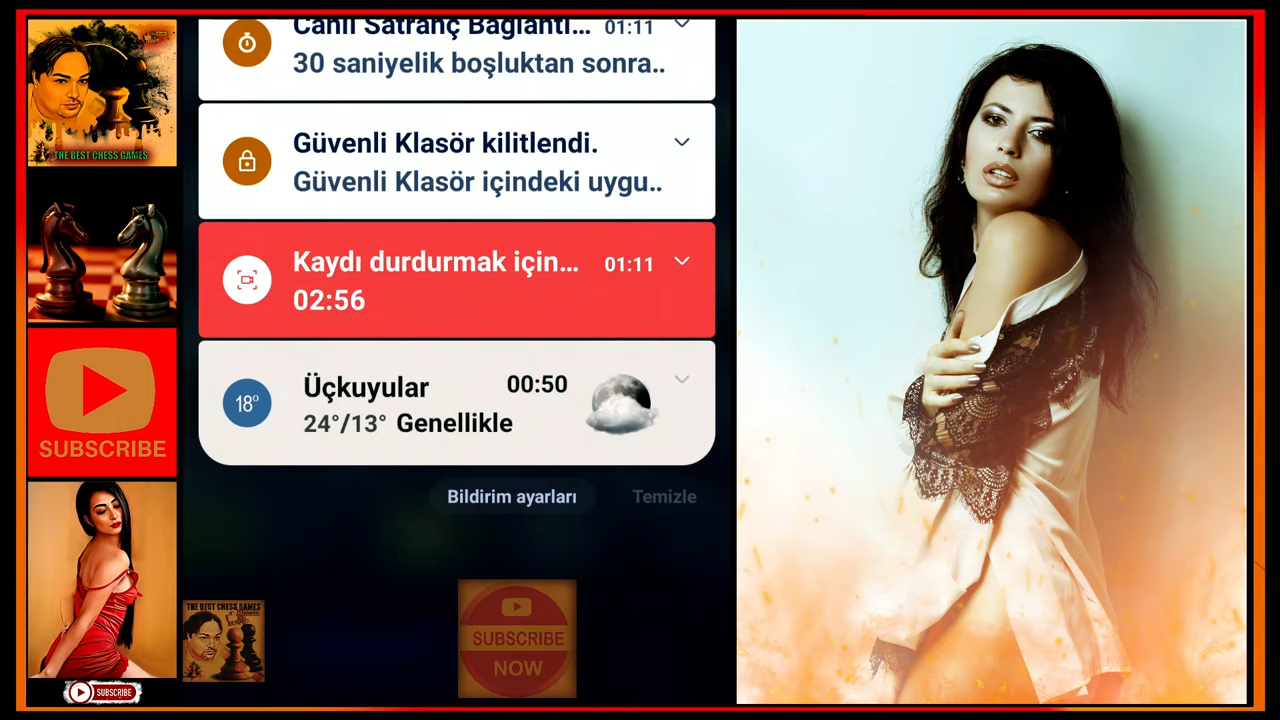 Canlı Satranç Bağlantı... 01:11
30 saniyelik boşluktan sonra..
Güvenli Klasör kilitlendi.
Güvenli Klasör içindeki uygu..
Kaydı durdurmak için... 01:11
02:56
18°
Üçkuyular 00:50
24°/13° Genellikle
Bildirim ayarları Temizle
THE BEST CHESS GAMES
SUBSCRIBE
SUBSCRIBE
THE BEST CHESS GAMES
SUBSCRIBE
NOW